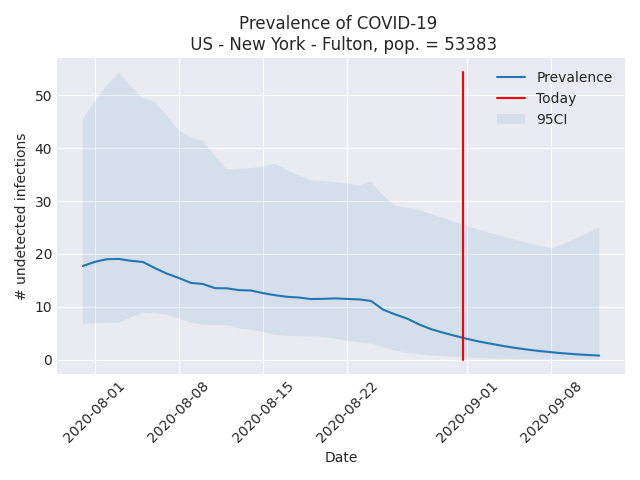 Prevalence of COVID-19
US - New York - Fulton, pop. = 53383
Prevalence
Today
95CI
# undetected infections
50
40
30
20
10
0
2020-08-01
2020-08-08
2020-08-15
2020-08-22
2020-09-01
2020-09-08
Date